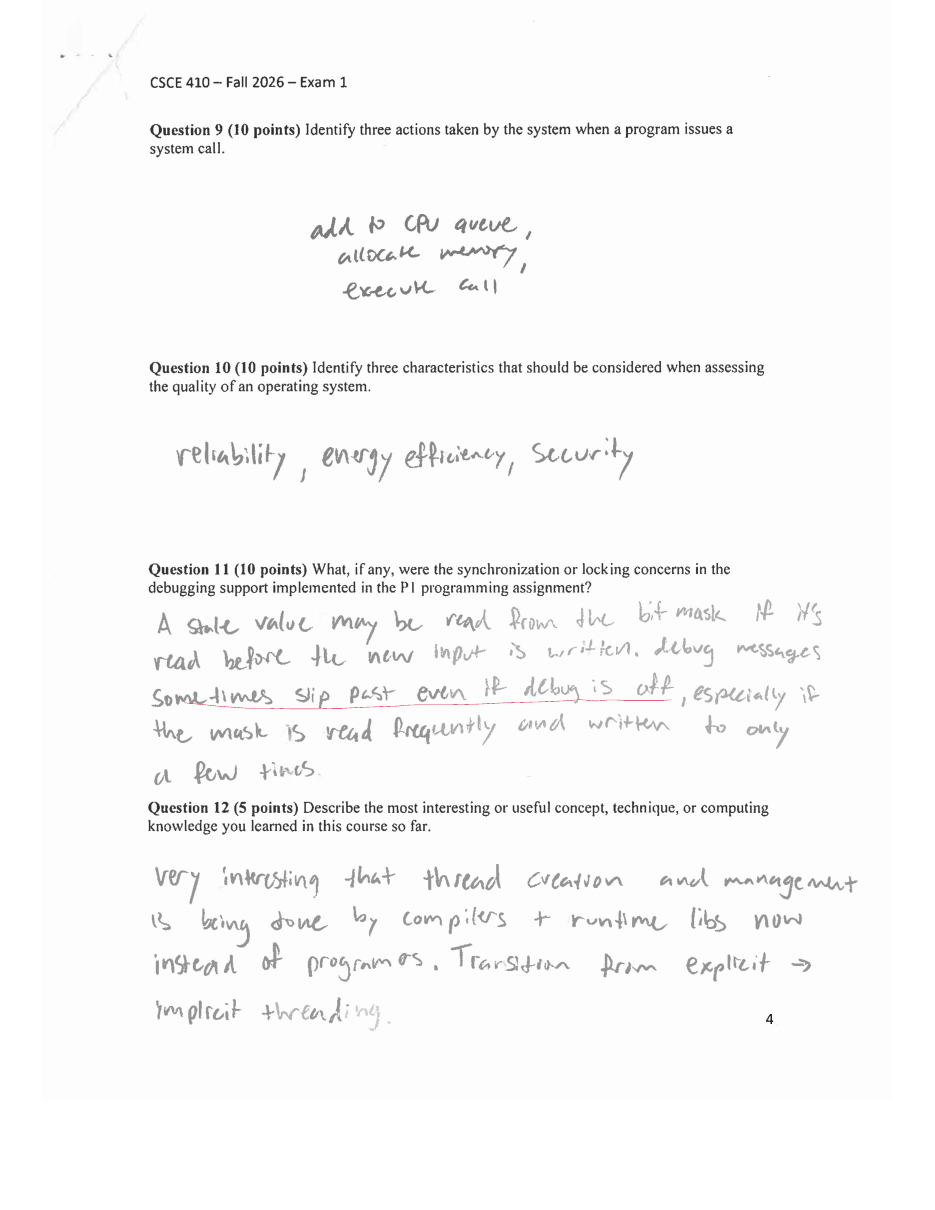 CSCE 410 – Fall 2026 – Exam 1
Question 9 (10 points) Identify three actions taken by the system when a program issues a
system call.
add to CPU queue,
allocate memory,
execute call
Question 10 (10 points) Identify three characteristics that should be considered when assessing
the quality of an operating system.
reliability, energy efficiency, security
Question 11 (10 points) What, if any, were the synchronization or locking concerns in the
debugging support implemented in the P1 programming assignment?
A stale value may be read from the bit mask if it's
read before the new input is written. debug messages
sometimes slip past even if debug is off, especially if
the mask is read frequently and written to only
a few times.
Question 12 (5 points) Describe the most interesting or useful concept, technique, or computing
knowledge you learned in this course so far.
Very interesting that thread creation and management
is being done by compilers + runtime libs now
instead of programs. Transition from explicit →
implicit threading.
4